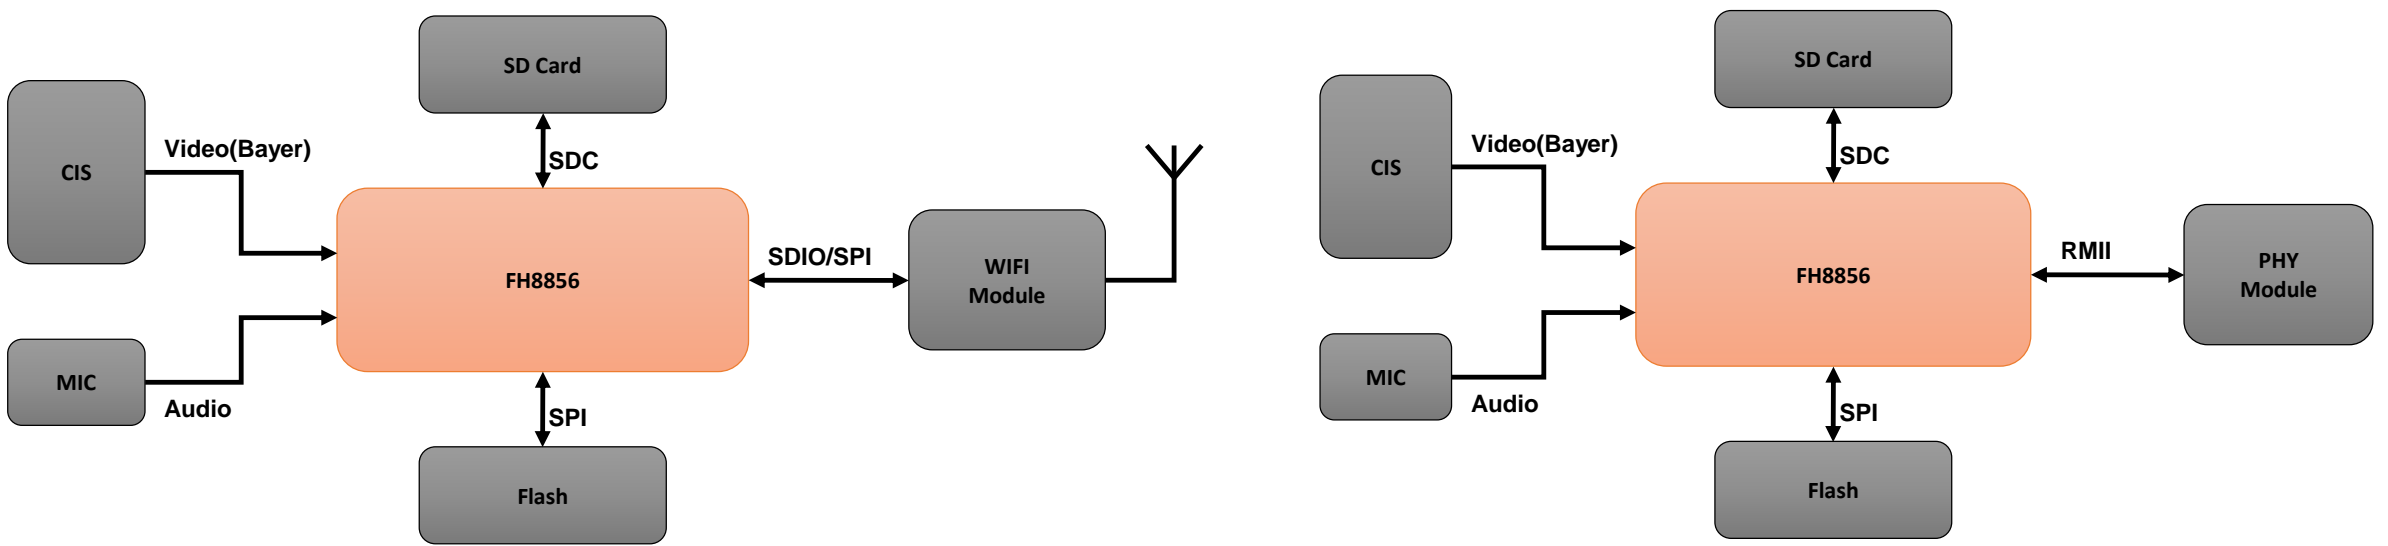 SD Card
CIS
Video(Bayer)
SDC
FH8856
SDIO/SPI
WIFI
Module
MIC
Audio
SPI
Flash
SD Card
CIS
Video(Bayer)
SDC
FH8856
RMII
PHY
Module
MIC
Audio
SPI
Flash